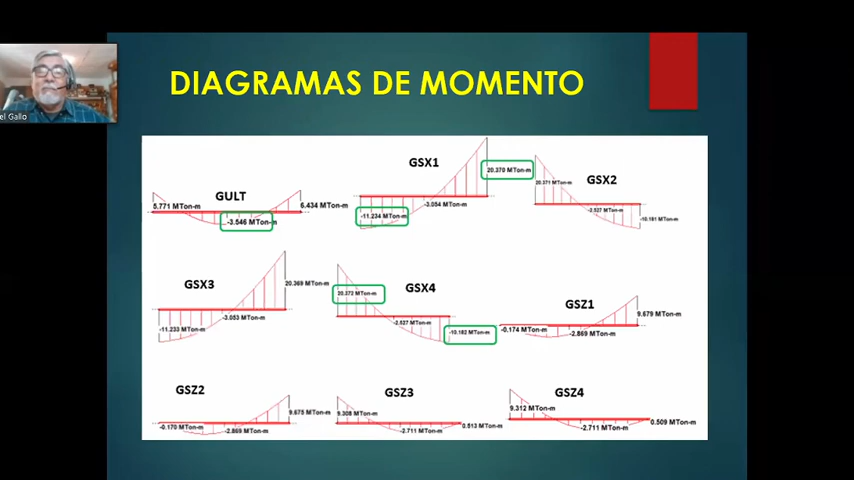 DIAGRAMAS DE MOMENTO
el Gallo
GULT
5.771 MTon-m
-3.546 MTon-m
6.434 MTon-m
GSX1
-11.234 MTon-m
-3.054 MTon-m
20.370 MTon-m
GSX2
20.371 MTon-m
-2.527 MTon-m
-10.181 MTon-m
GSX3
-11.233 MTon-m
-3.053 MTon-m
20.369 MTon-m
GSX4
20.372 MTon-m
-2.527 MTon-m
-10.182 MTon-m
GSZ1
-0.174 MTon-m
-2.869 MTon-m
9.679 MTon-m
GSZ2
-0.170 MTon-m
-2.869 MTon-m
9.675 MTon-m
GSZ3
9.308 MTon-m
-2.711 MTon-m
0.513 MTon-m
GSZ4
9.312 MTon-m
-2.711 MTon-m
0.509 MTon-m